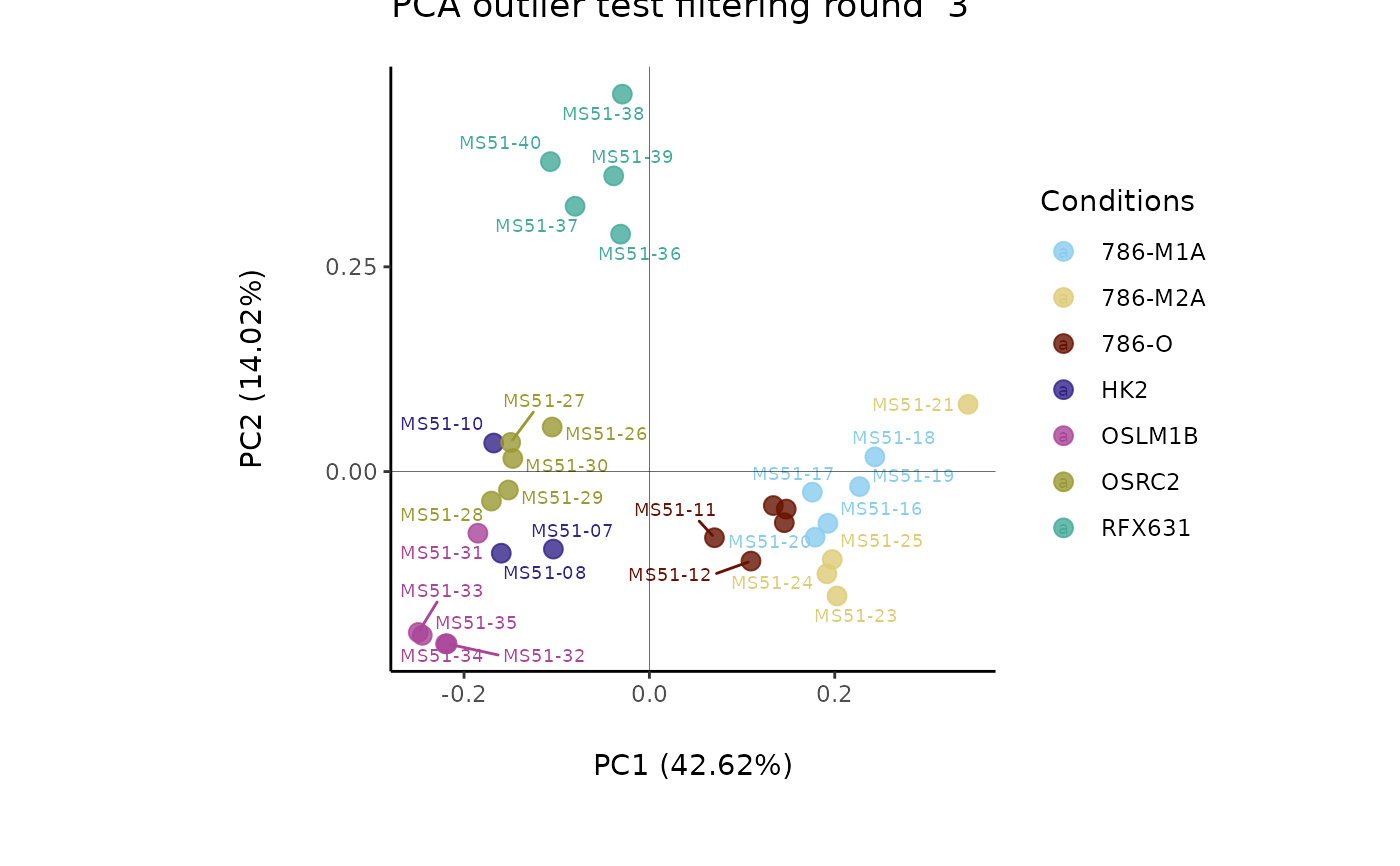 PCA outlier test filtering round 3
MS51-38
MS51-40
MS51-39
MS51-37
MS51-36
0.25
PC2 (14.02%)
MS51-27
MS51-10
MS51-26
MS51-30
0.00
MS51-29
MS51-28
MS51-31
MS51-07
MS51-08
MS51-33
MS51-35
MS51-34
MS51-32
MS51-21
MS51-18
MS51-17
MS51-19
MS51-11
MS51-16
MS51-20
MS51-25
MS51-12
MS51-24
MS51-23
-0.2
0.0
0.2
PC1 (42.62%)
Conditions
a 786-M1A
a 786-M2A
a 786-O
a HK2
a OSLM1B
a OSRC2
a RFX631